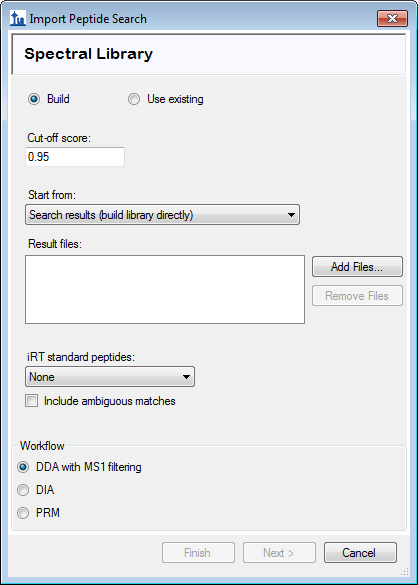 Import Peptide Search
Spectral Library
Build
Use existing
Cut-off score:
0.95
Start from:
Search results (build library directly)
Result files:
Add Files...
Remove Files
iRT standard peptides:
None
Include ambiguous matches
Workflow
DDA with MS1 filtering
DIA
PRM
Finish
Next >
Cancel